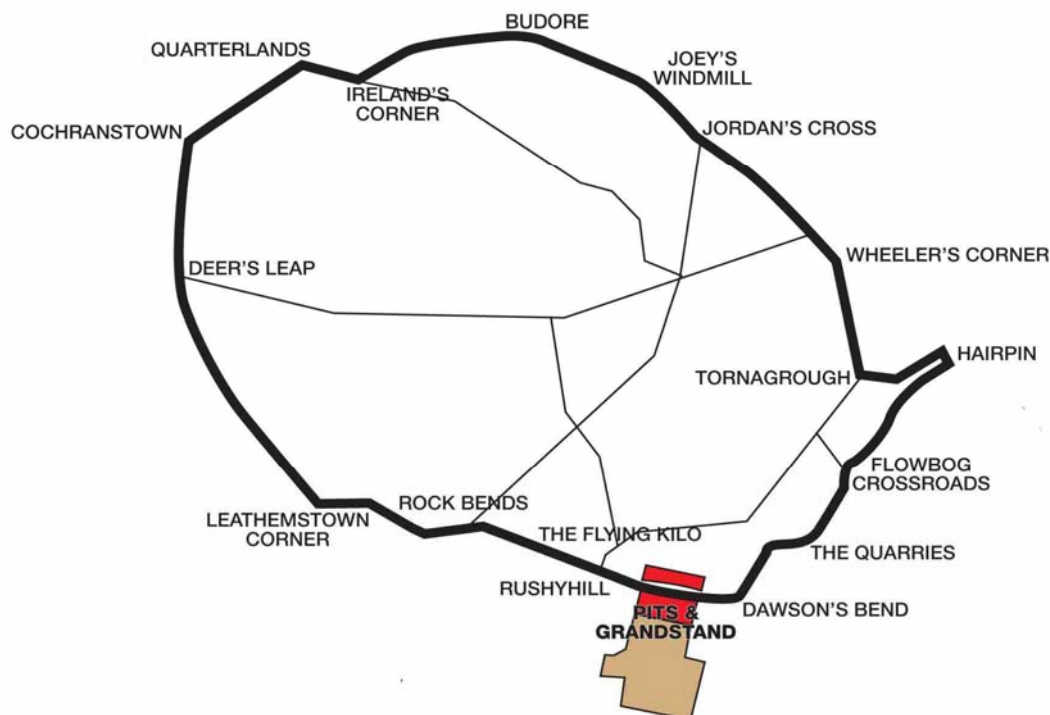 BUDORE
QUARTERLANDS
JOEY'S
WINDMILL
IRELAND'S
CORNER
COCHRANSTOWN
JORDAN'S CROSS
WHEELER'S CORNER
DEER'S LEAP
HAIRPIN
TORNAGROUGH
FLOWBOG
CROSSROADS
ROCK BENDS
LEATHEMSTOWN
CORNER
THE FLYING KILO
THE QUARRIES
RUSHYHILL
DAWSON'S BEND
PITS &
GRANDSTAND